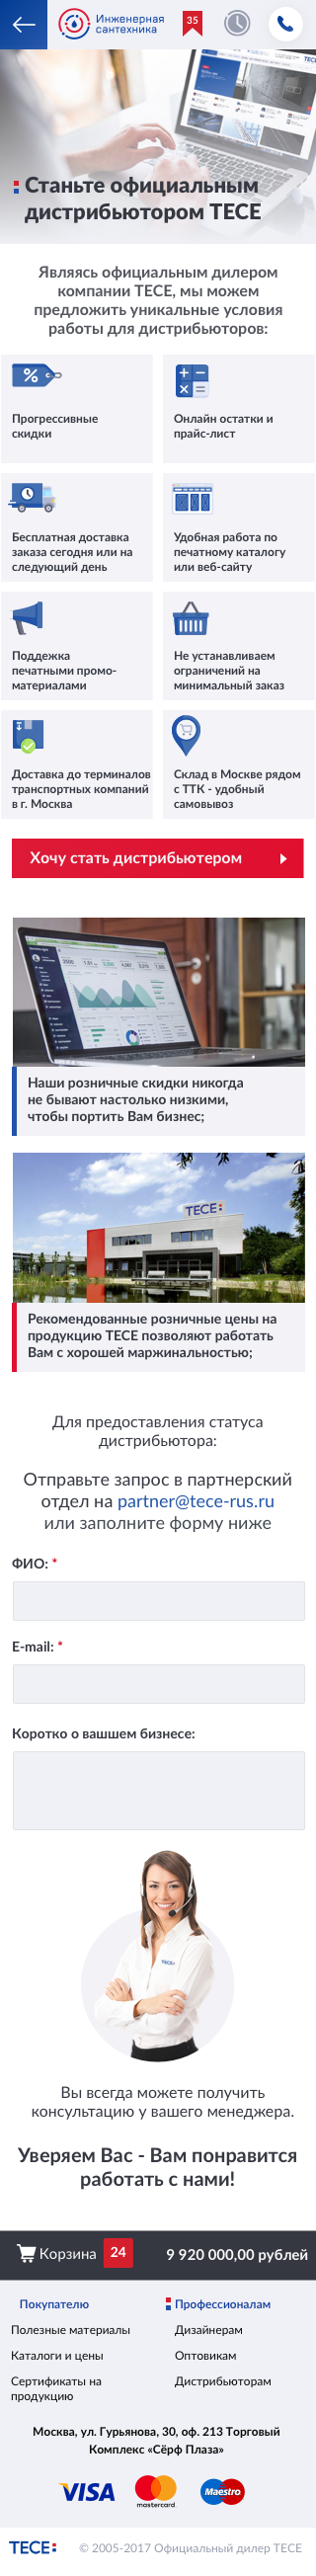 Инженерная
сантехника
35
Станьте официальным
дистрибьютором TECE
Являясь официальным дилером
компании TECE, мы можем
предложить уникальные условия
работы для дистрибьюторов:
Прогрессивные
скидки
Онлайн остатки и
прайс-лист
Бесплатная доставка
заказа сегодня или на
следующий день
Удобная работа по
печатному каталогу
или веб-сайту
Поддежка
печатными промо-
материалами
Не устанавливаем
ограничений на
минимальный заказ
Доставка до терминалов
транспортных компаний
в г. Москва
Склад в Москве рядом
с ТТК - удобный
самовывоз
Хочу стать дистрибьютером
Наши розничные скидки никогда
не бывают настолько низкими,
чтобы портить Вам бизнес;
TECE
Рекомендованные розничные цены на
продукцию TECE позволяют работать
Вам с хорошей маржинальностью;
Для предоставления статуса
дистрибьютора:
Отправьте запрос в партнерский
отдел на partner@tece-rus.ru
или заполните форму ниже
ФИО: *
E-mail: *
Коротко о вашшем бизнесе:
TECE
Вы всегда можете получить
консультацию у вашего менеджера.
Уверяем Вас - Вам понравится
работать с нами!
Корзина 24 9 920 000,00 рублей
Покупателю
Полезные материалы
Каталоги и цены
Сертификаты на
продукцию
Профессионалам
Дизайнерам
Оптовикам
Дистрибьюторам
Москва, ул. Гурьянова, 30, оф. 213 Торговый
Комплекс «Сёрф Плаза»
VISA
mastercard
Maestro
TECE
© 2005-2017 Официальный дилер TECE